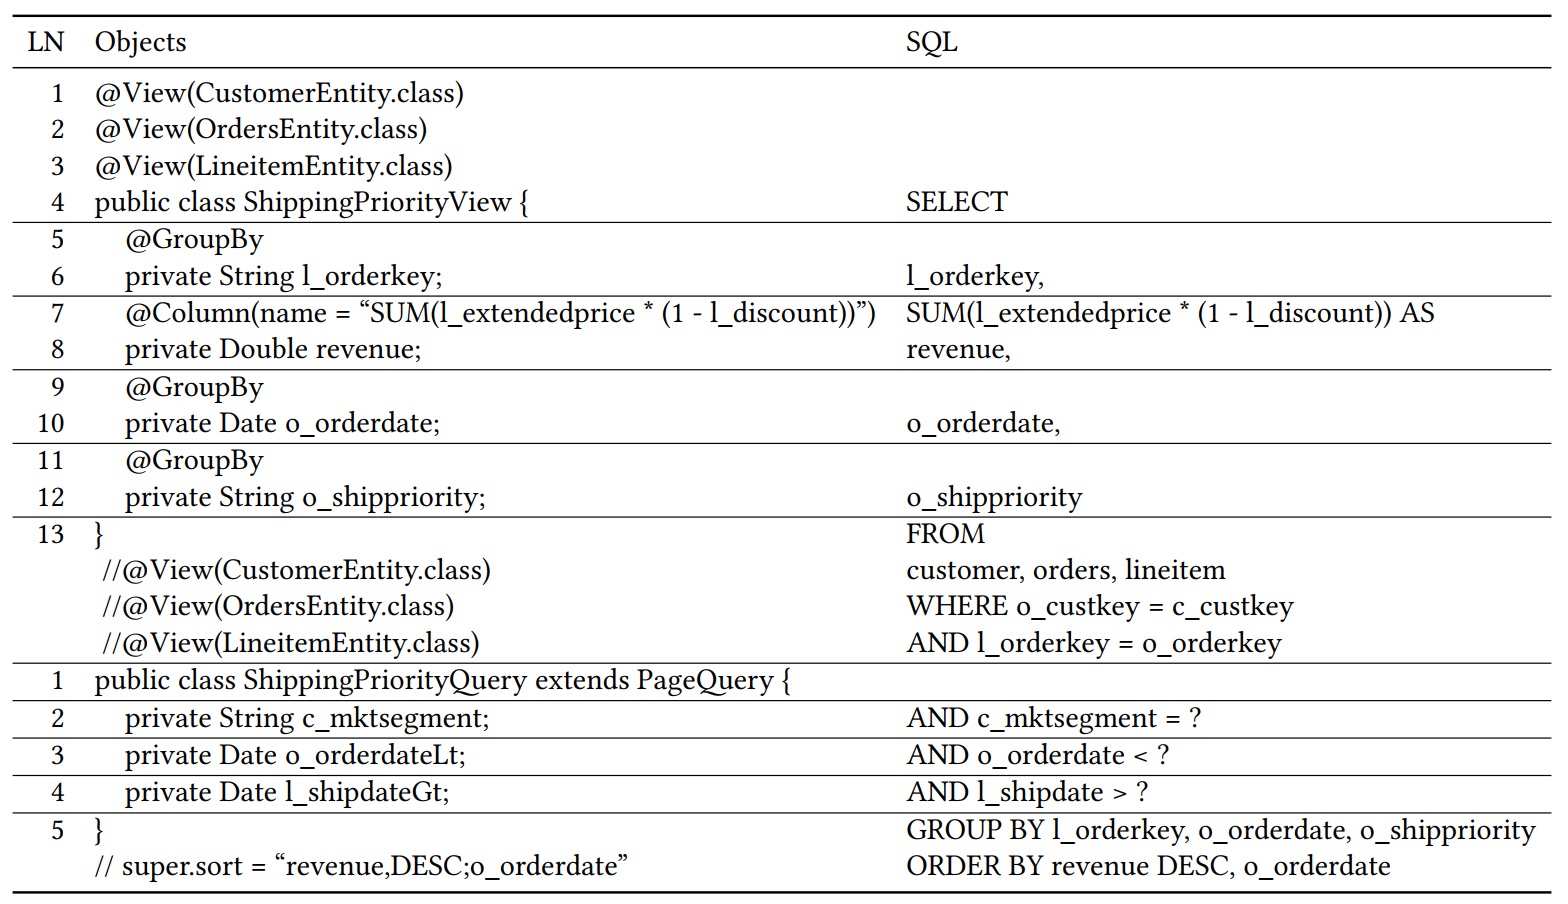 LN Objects SQL
1 @View(CustomerEntity.class)
2 @View(OrdersEntity.class)
3 @View(LineitemEntity.class)
4 public class ShippingPriorityView { SELECT
5 @GroupBy
6 private String l_orderkey; l_orderkey,
7 @Column(name = “SUM(l_extendedprice * (1 - l_discount))”) SUM(l_extendedprice * (1 - l_discount)) AS
8 private Double revenue; revenue,
9 @GroupBy
10 private Date o_orderdate; o_orderdate,
11 @GroupBy
12 private String o_shippriority; o_shippriority
13 } FROM
//@View(CustomerEntity.class) customer, orders, lineitem
//@View(OrdersEntity.class) WHERE o_custkey = c_custkey
//@View(LineitemEntity.class) AND l_orderkey = o_orderkey
1 public class ShippingPriorityQuery extends PageQuery {
2 private String c_mktsegment; AND c_mktsegment = ?
3 private Date o_orderdateLt; AND o_orderdate < ?
4 private Date l_shipdateGt; AND l_shipdate > ?
5 } GROUP BY l_orderkey, o_orderdate, o_shippriority
// super.sort = “revenue,DESC;o_orderdate” ORDER BY revenue DESC, o_orderdate